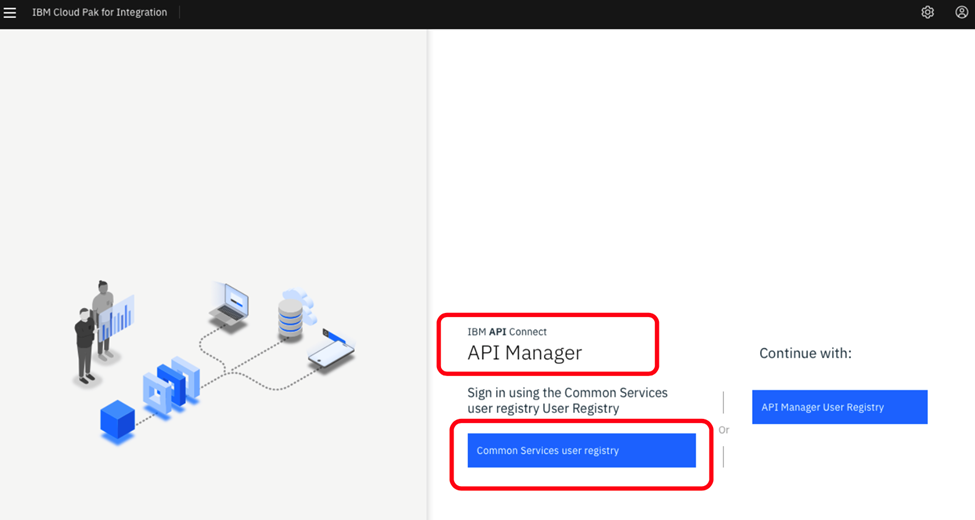 IBM Cloud Pak for Integration
IBM API Connect
API Manager
Sign in using the Common Services
user registry User Registry
Common Services user registry
Or
Continue with:
API Manager User Registry